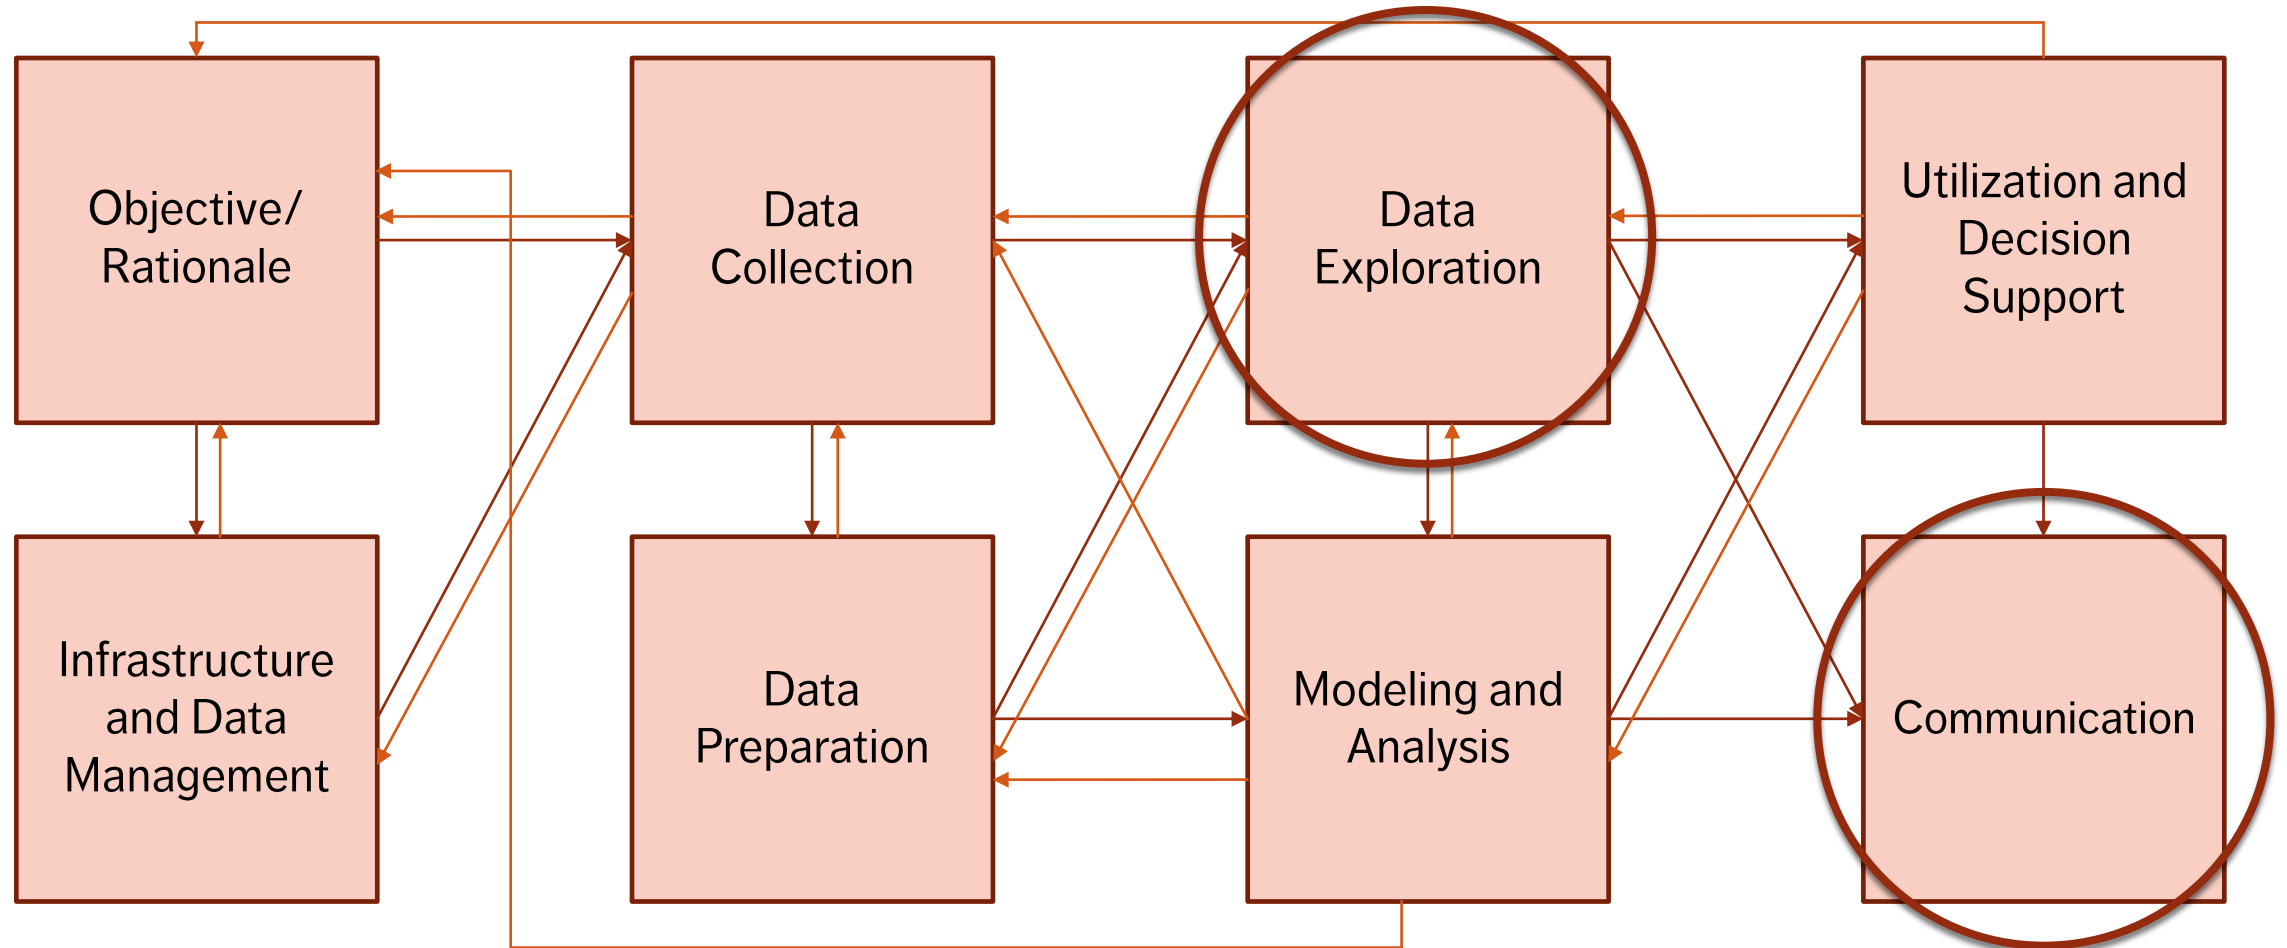 Objective/
Rationale
Data
Collection
Data
Exploration
Utilization and
Decision
Support
Infrastructure
and Data
Management
Data
Preparation
Modeling and
Analysis
Communication